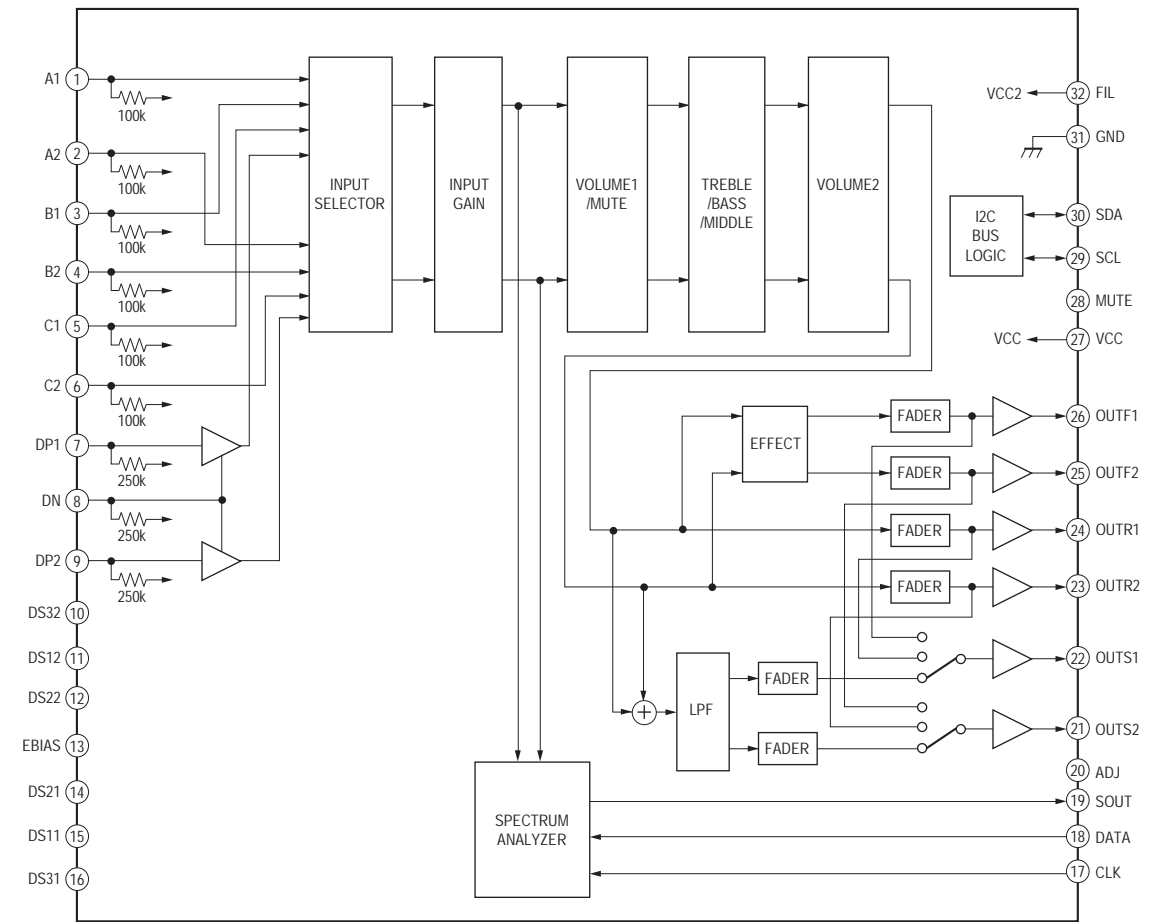 A1 1
100k
A2 2
100k
B1 3
100k
B2 4
100k
C1 5
100k
C2 6
100k
DP1 7
250k
DN 8
250k
DP2 9
250k
DS32 10
DS12 11
DS22 12
EBIAS 13
DS21 14
DS11 15
DS31 16
INPUT
SELECTOR
INPUT
GAIN
VOLUME1
/MUTE
TREBLE
/BASS
/MIDDLE
VOLUME2
I2C
BUS
LOGIC
EFFECT
FADER
FADER
FADER
FADER
LPF
FADER
FADER
SPECTRUM
ANALYZER
VCC2 32 FIL
31 GND
30 SDA
29 SCL
28 MUTE
VCC 27 VCC
26 OUTF1
25 OUTF2
24 OUTR1
23 OUTR2
22 OUTS1
21 OUTS2
20 ADJ
19 SOUT
18 DATA
17 CLK